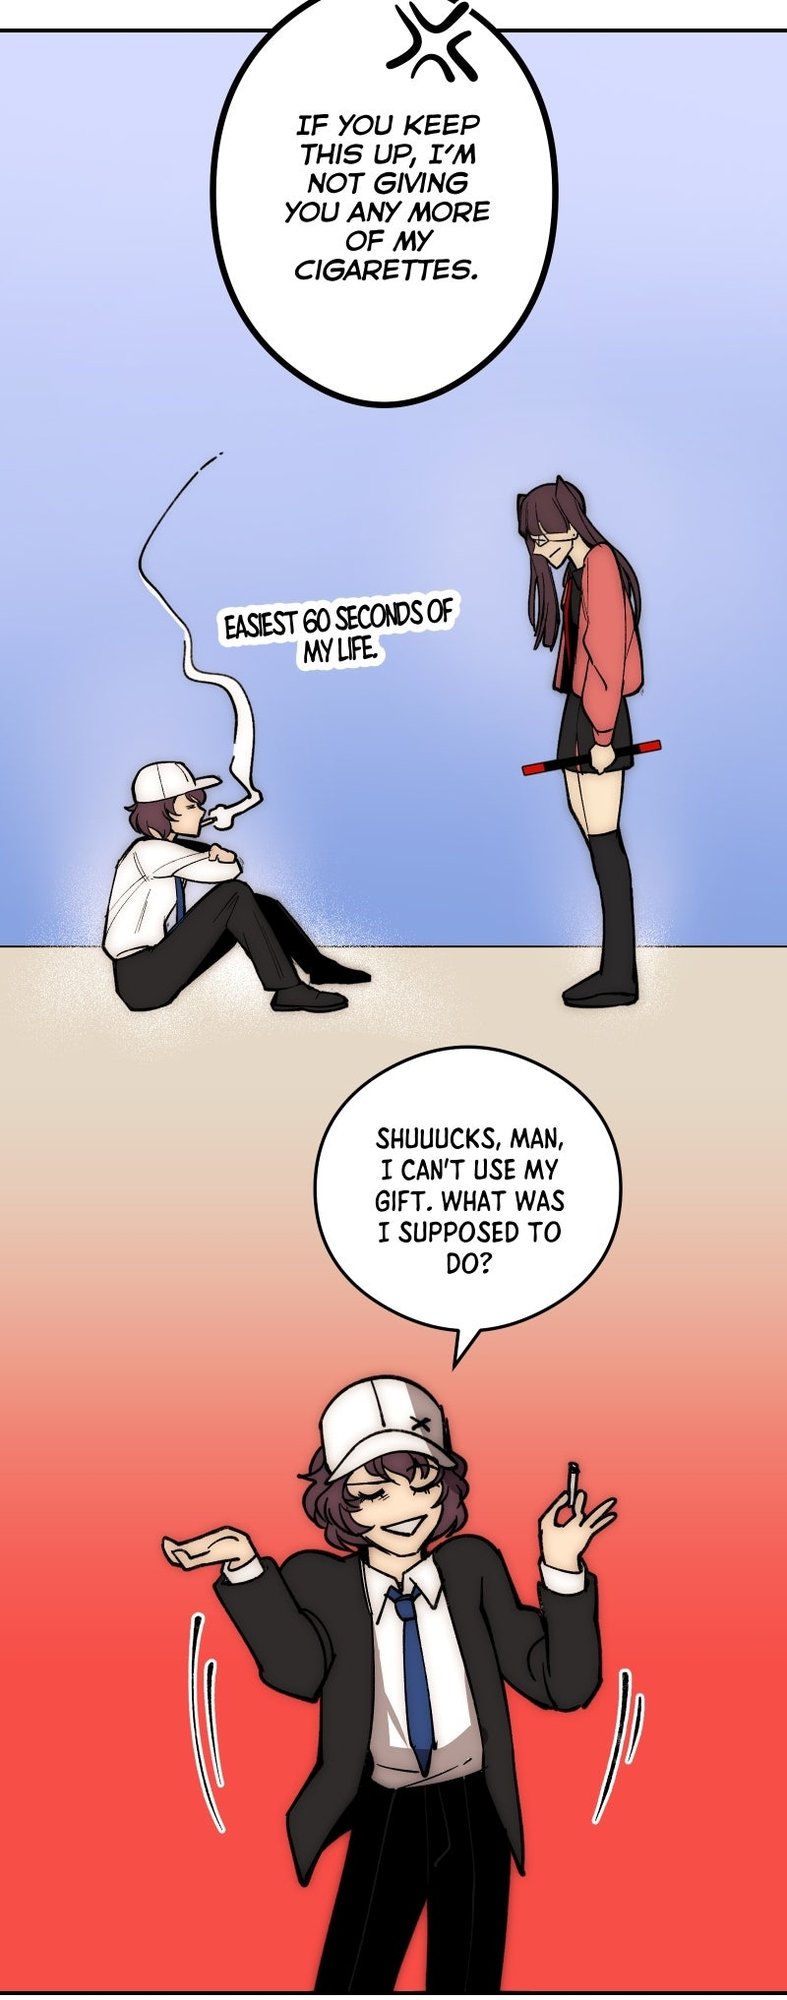 IF YOU KEEP
THIS UP, I'M
NOT GIVING
YOU ANY MORE
OF MY
CIGARETTES.
EASIEST 60 SECONDS OF
MY LIFE.
SHUUUCKS, MAN,
I CAN'T USE MY
GIFT. WHAT WAS
I SUPPOSED TO
DO?